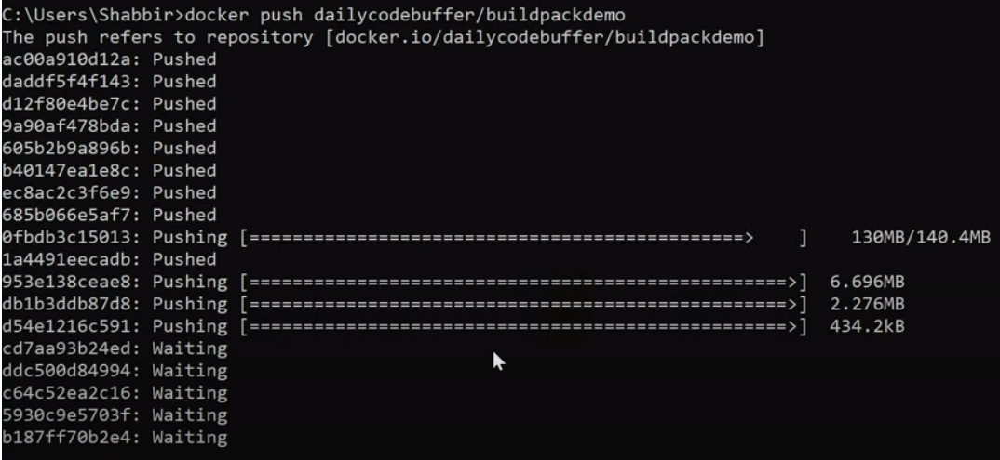 C:\Users\Shabbir>docker push dailycodebuffer/buildpackdemo
The push refers to repository [docker.io/dailycodebuffer/buildpackdemo]
ac00a910d12a: Pushed
daddf5f4f143: Pushed
d12f80e4be7c: Pushed
9a90af478bda: Pushed
605b2b9a896b: Pushed
b40147ea1e8c: Pushed
ec8ac2c3f6e9: Pushed
685b066e5af7: Pushed
0fbdb3c15013: Pushing [==============================================>    ]  130MB/140.4MB
1a4491eecadb: Pushed
953e138ceae8: Pushing [==================================================>]  6.696MB
db1b3ddb87d8: Pushing [==================================================>]  2.276MB
d54e1216c591: Pushing [==================================================>]  434.2kB
cd7aa93b24ed: Waiting
ddc500d84994: Waiting
c64c52ea2c16: Waiting
5930c9e5703f: Waiting
b187ff70b2e4: Waiting